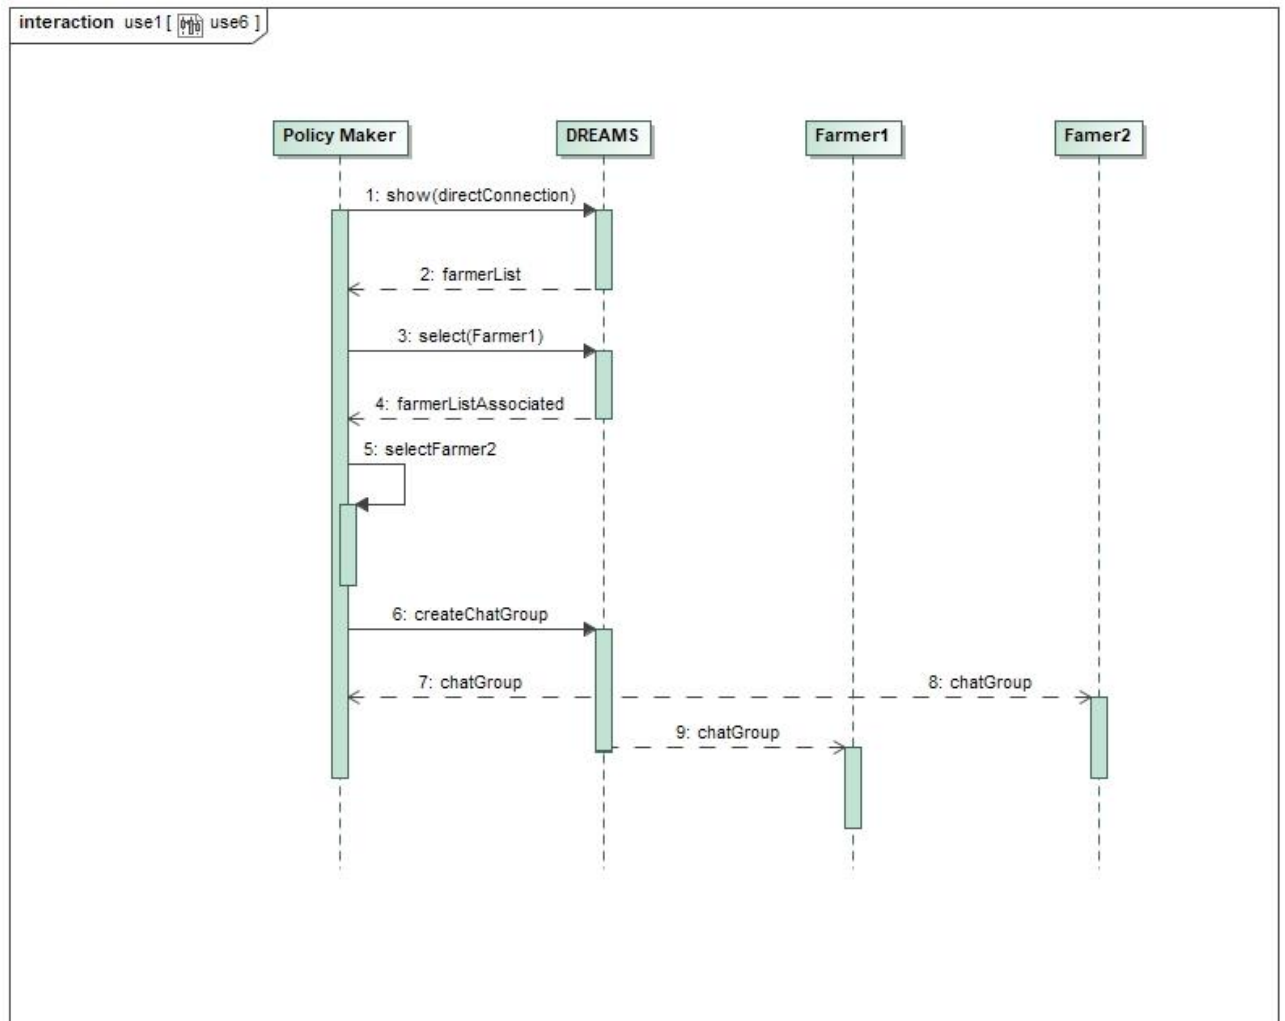 interaction use1 [ use6 ]
Policy Maker
DREAMS
Farmer1
Famer2
1: show(directConnection)
2: farmerList
3: select(Farmer1)
4: farmerListAssociated
5: selectFarmer2
6: createChatGroup
7: chatGroup
8: chatGroup
9: chatGroup